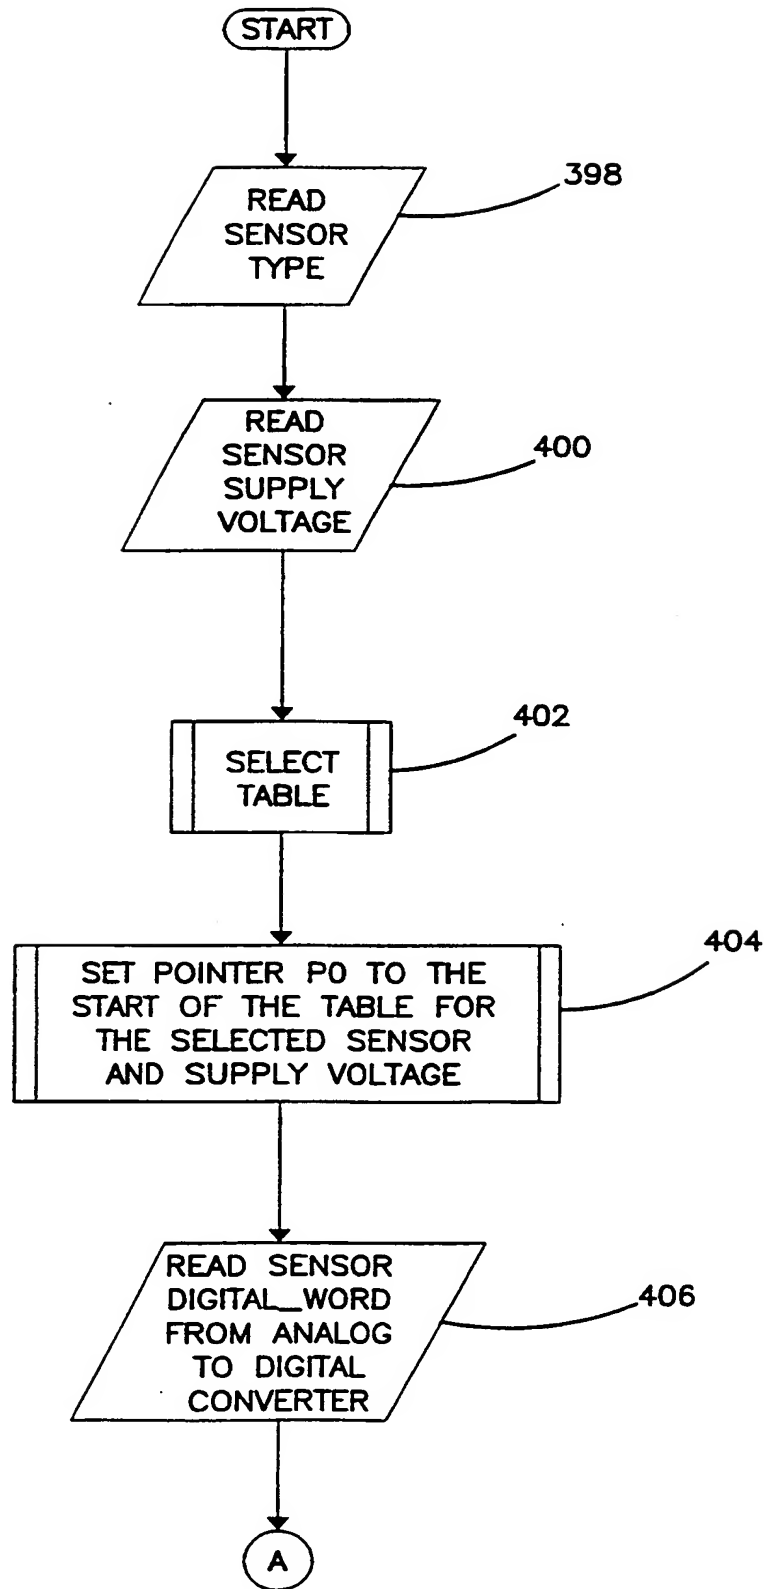 START
READ
SENSOR
TYPE
398
READ
SENSOR
SUPPLY
VOLTAGE
400
SELECT
TABLE
402
SET POINTER P0 TO THE
START OF THE TABLE FOR
THE SELECTED SENSOR
AND SUPPLY VOLTAGE
404
READ SENSOR
DIGITAL_WORD
FROM ANALOG
TO DIGITAL
CONVERTER
406
A